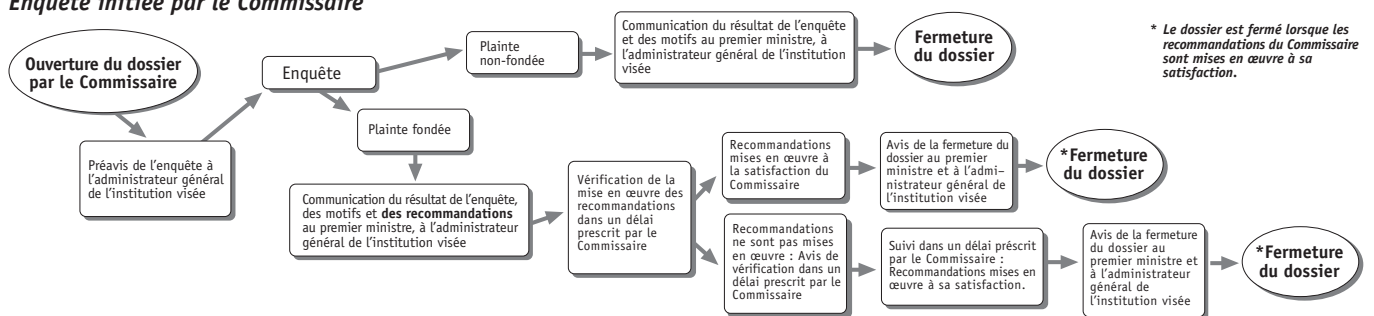 Enquête initiée par le Commissaire
Ouverture du dossier
par le Commissaire
Préavis de l'enquête à
l'administrateur général
de l'institution visée
Enquête
Plainte
non-fondée
Communication du résultat de l'enquête
et des motifs au premier ministre, à
l'administrateur général de l'institution
visée
Fermeture
du dossier
* Le dossier est fermé lorsque les
recommandations du Commissaire
sont mises en œuvre à sa
satisfaction.
Plainte fondée
Communication du résultat de l'enquête,
des motifs et des recommandations
au premier ministre, à l'administrateur
général de l'institution visée
Vérification de la
mise en œuvre des
recommandations
dans un délai
prescrit par le
Commissaire
Recommandations
mises en œuvre à
la satisfaction du
Commissaire
Avis de la fermeture du
dossier au premier
ministre et à l'admi-
nistrateur général de
l'institution visée
*Fermeture
du dossier
Recommandations
ne sont pas mises
en œuvre : Avis de
vérification dans un
délai prescrit par le
Commissaire
Suivi dans un délai préscrit
par le Commissaire :
Recommandations mises en
œuvre à sa satisfaction.
Avis de la fermeture
du dossier au
premier ministre et
à l'administrateur
général de
l'institution visée
*Fermeture
du dossier